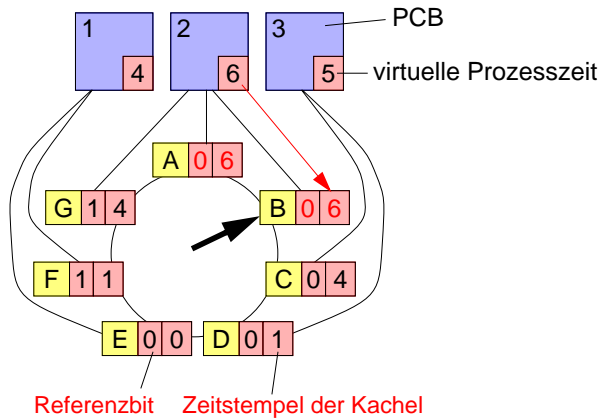 1 2 3 PCB
4 6 5 virtuelle Prozesszeit
A 0 6
G 1 4 B 0 6
F 1 1 C 0 4
E 0 0 D 0 1
Referenzbit Zeitstempel der Kachel